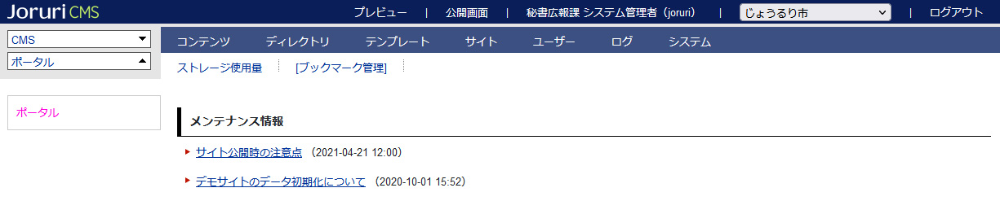 Joruri CMS プレビュー | 公開画面 | 秘書広報課 システム管理者（joruri） | じょうるり市 | ログアウト
CMS コンテンツ ディレクトリ テンプレート サイト ユーザー ログ システム
ポータル ストレージ使用量 [ブックマーク管理]
ポータル
メンテナンス情報
サイト公開時の注意点 （2021-04-21 12:00）
デモサイトのデータ初期化について （2020-10-01 15:52）